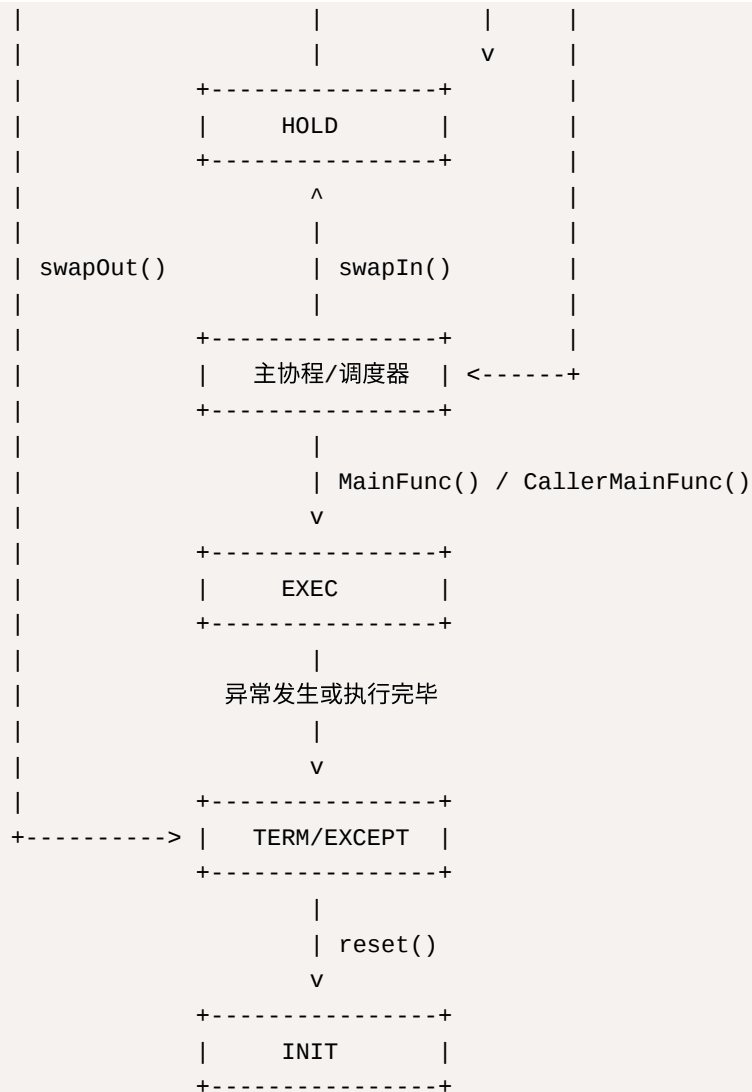 HOLD
swapOut() swapIn()
主协程/调度器
MainFunc() / CallerMainFunc()
EXEC
异常发生或执行完毕
TERM/EXCEPT
reset()
INIT